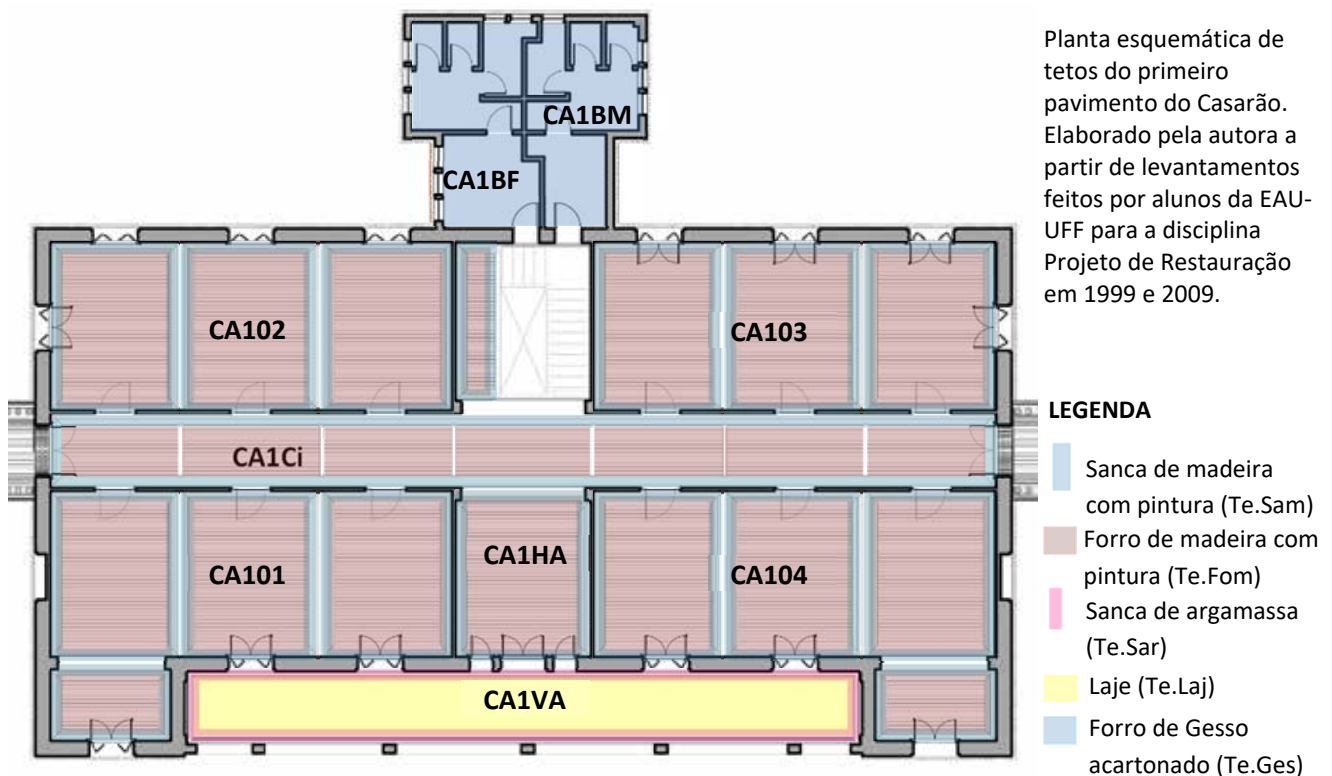 Planta esquemática de
tetos do primeiro
pavimento do Casarão.
Elaborado pela autora a
partir de levantamentos
feitos por alunos da EAU-
UFF para a disciplina
Projeto de Restauração
em 1999 e 2009.
CA1BM
CA1BF
CA102
CA103
CA1Ci
CA1HA
CA101
CA104
CA1VA
LEGENDA
Sanca de madeira
com pintura (Te.Sam)
Forro de madeira com
pintura (Te.Fom)
Sanca de argamassa
(Te.Sar)
Laje (Te.Laj)
Forro de Gesso
acartonado (Te.Ges)